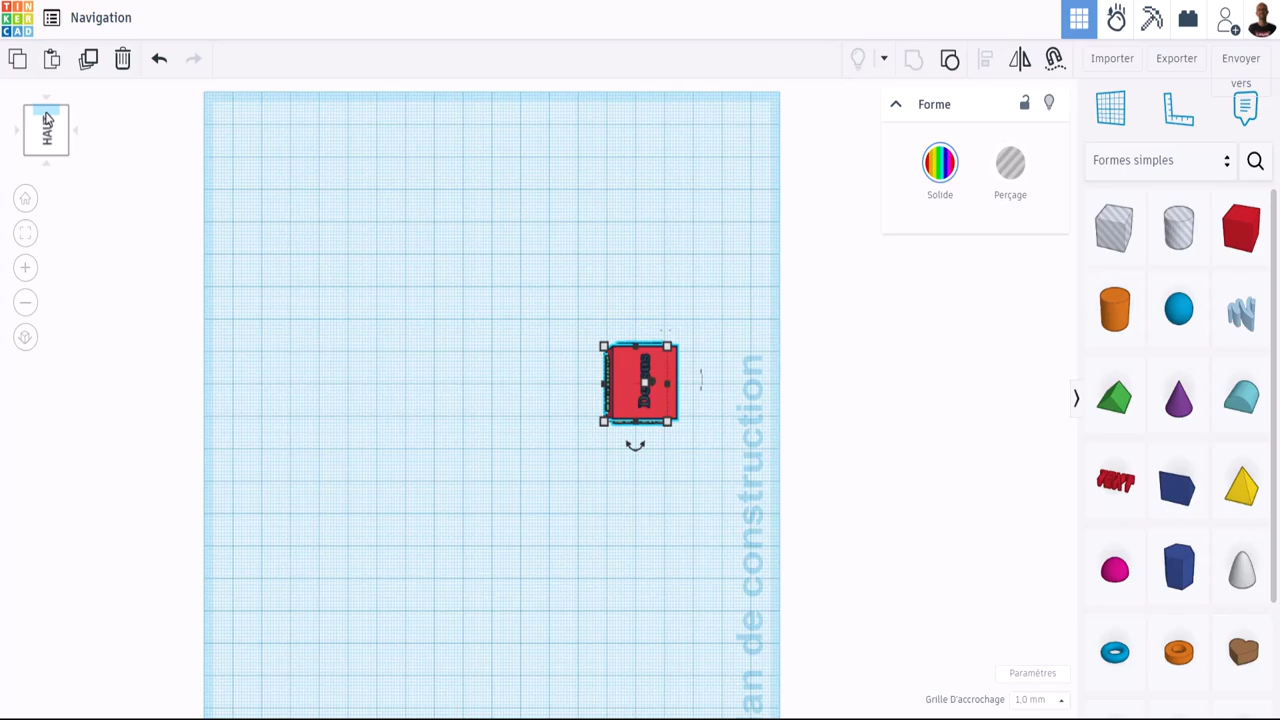 TIN
KER
CAD
Navigation
Importer
Exporter
Envoyer
vers
HAUT
Forme
Solide
Perçage
Formes simples
Dessus
an de construction
Paramètres
Grille D'accrochage
1,0 mm